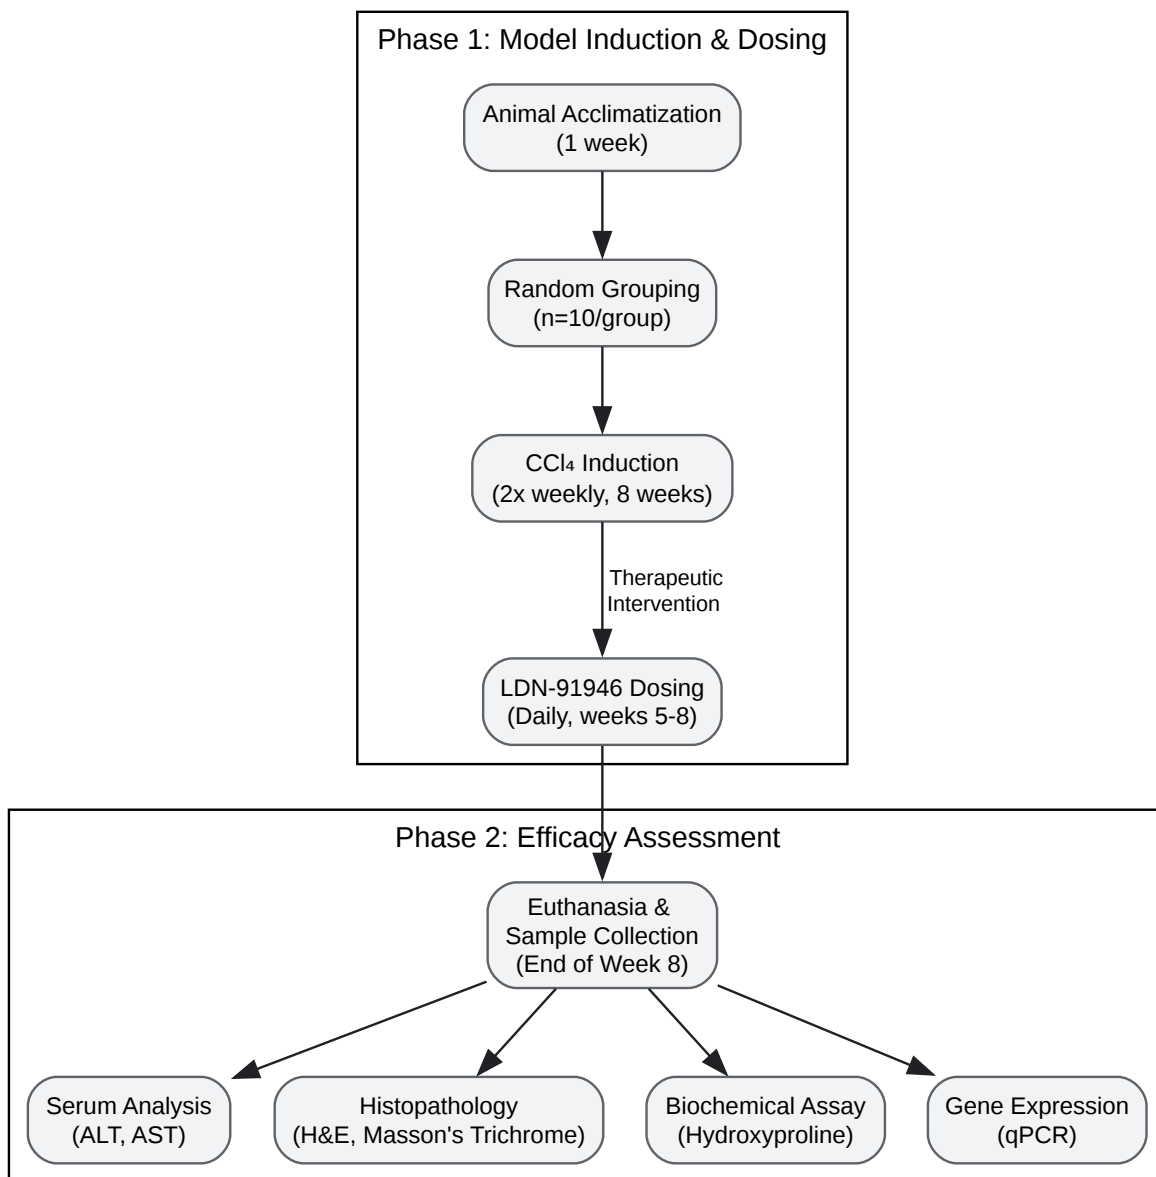 Phase 1: Model Induction & Dosing
Animal Acclimatization
(1 week)
Random Grouping
(n=10/group)
CCl₄ Induction
(2x weekly, 8 weeks)
Therapeutic
Intervention
LDN-91946 Dosing
(Daily, weeks 5-8)
Phase 2: Efficacy Assessment
Euthanasia &
Sample Collection
(End of Week 8)
Serum Analysis
(ALT, AST)
Histopathology
(H&E, Masson's Trichrome)
Biochemical Assay
(Hydroxyproline)
Gene Expression
(qPCR)